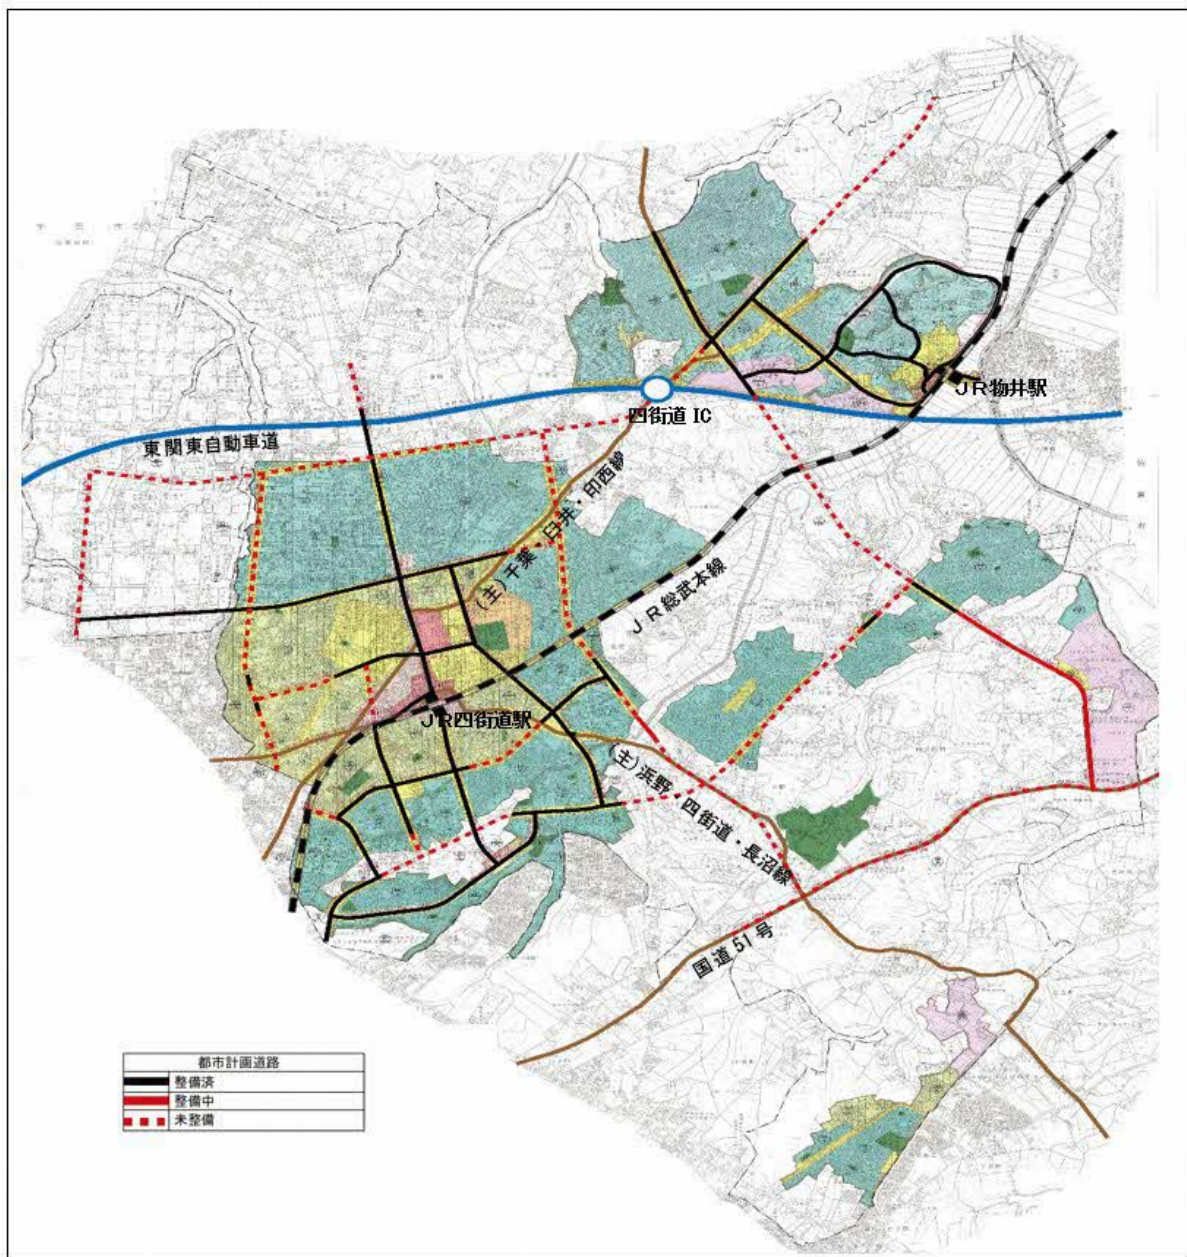 JR物井駅
四街道 IC
東関東自動車道
(主)千葉・臼井・印西線
JR総武本線
JR四街道駅
(主)浜野・四街道・長沼線
国道51号
都市計画道路
整備済
整備中
未整備